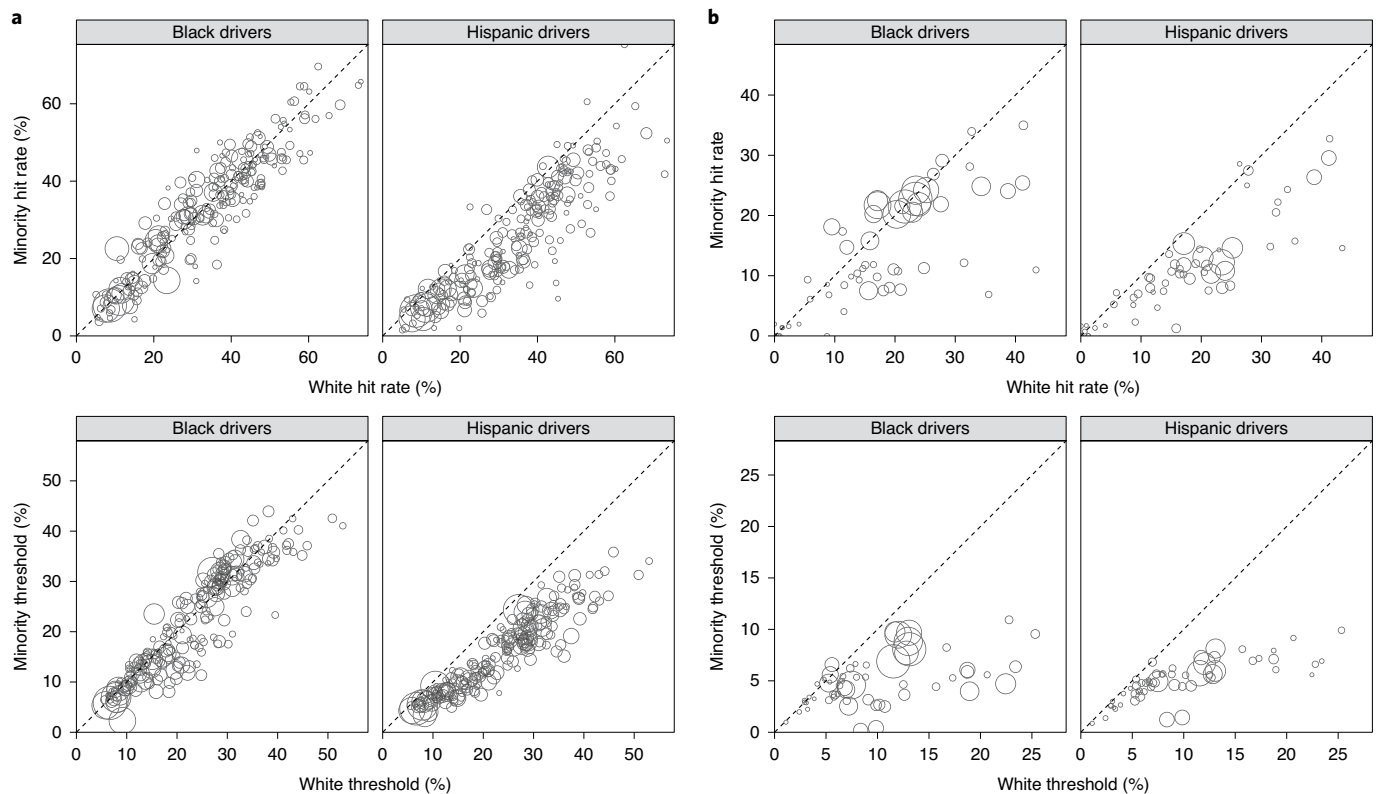 a
Black drivers
Hispanic drivers
Minority hit rate (%)
60
40
20
0
0 20 40 60
0 20 40 60
White hit rate (%)
Black drivers
Hispanic drivers
Minority threshold (%)
50
40
30
20
10
0
0 10 20 30 40 50
0 10 20 30 40 50
White threshold (%)
b
Black drivers
Hispanic drivers
Minority hit rate
40
30
20
10
0
0 10 20 30 40
0 10 20 30 40
White hit rate (%)
Black drivers
Hispanic drivers
Minority threshold (%)
25
20
15
10
5
0
0 5 10 15 20 25
0 5 10 15 20 25
White threshold (%)